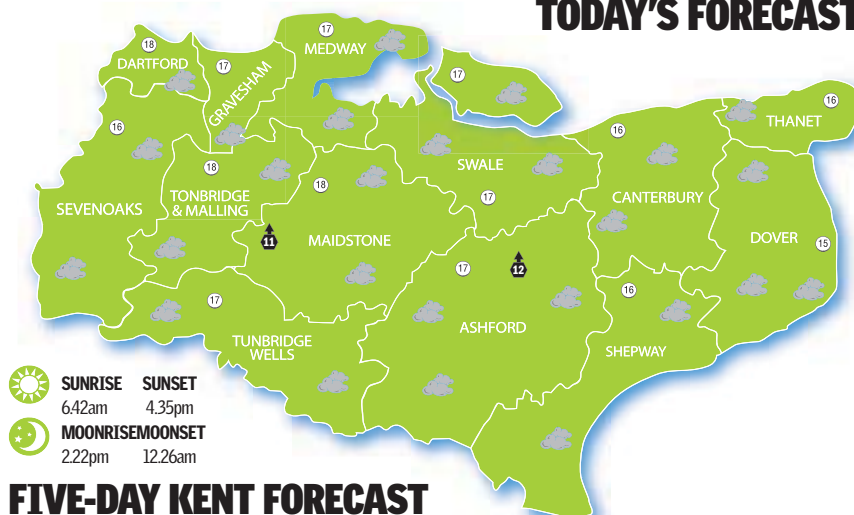 TODAY'S FORECAST
17
MEDWAY
18
DARTFORD
17
GRAVESHAM
17
16
THANET
16
16
SWALE
18
18
17
CANTERBURY
TONBRIDGE
& MALLING
SEVENOAKS
MAIDSTONE
11
DOVER
15
17
12
16
17
ASHFORD
TUNBRIDGE
WELLS
SHEPWAY
SUNRISE SUNSET
6.42am 4.35pm
MOONRISEMOONSET
2.22pm 12.26am
FIVE-DAY KENT FORECAST